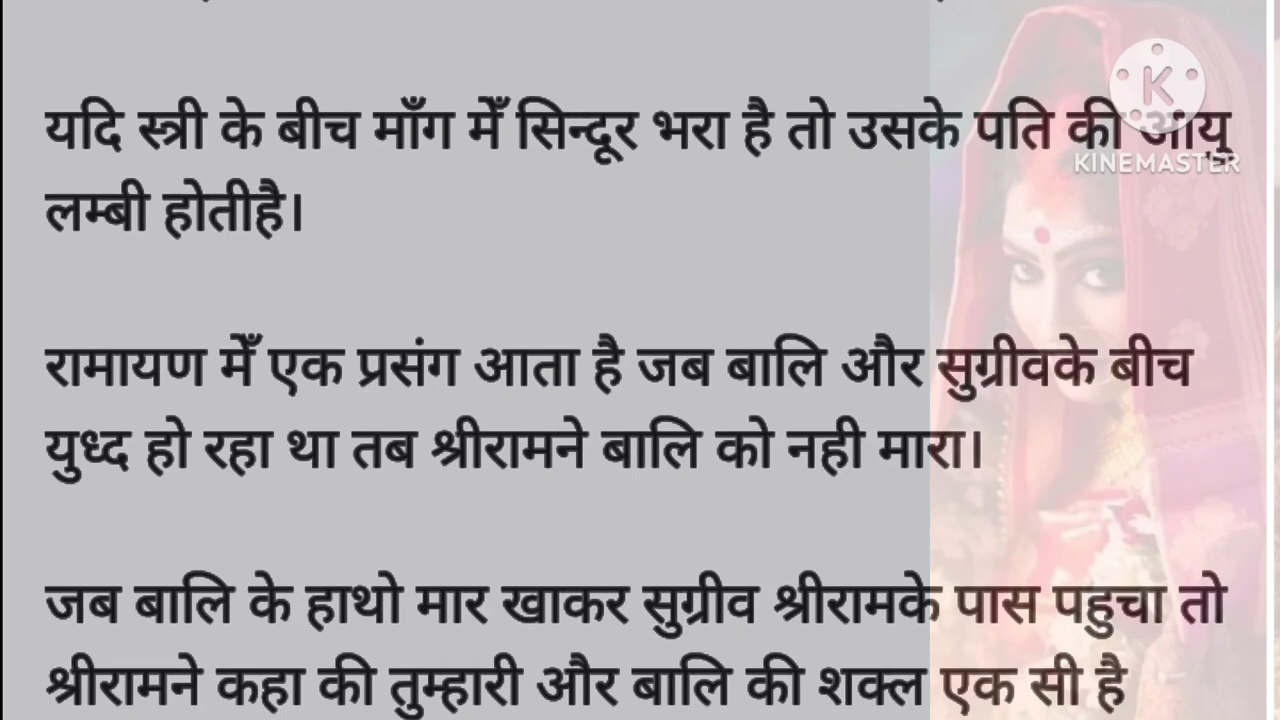 यदि स्त्री के बीच माँग मेँ सिन्दूर भरा है तो उसके पति की आयु
KINEMASTER
लम्बी होतीहै।
रामायण मेँ एक प्रसंग आता है जब बालि और सुग्रीवके बीच
युध्द हो रहा था तब श्रीरामने बालि को नही मारा।
जब बालि के हाथो मार खाकर सुग्रीव श्रीरामके पास पहुचा तो
श्रीरामने कहा की तुम्हारी और बालि की शक्ल एक सी है